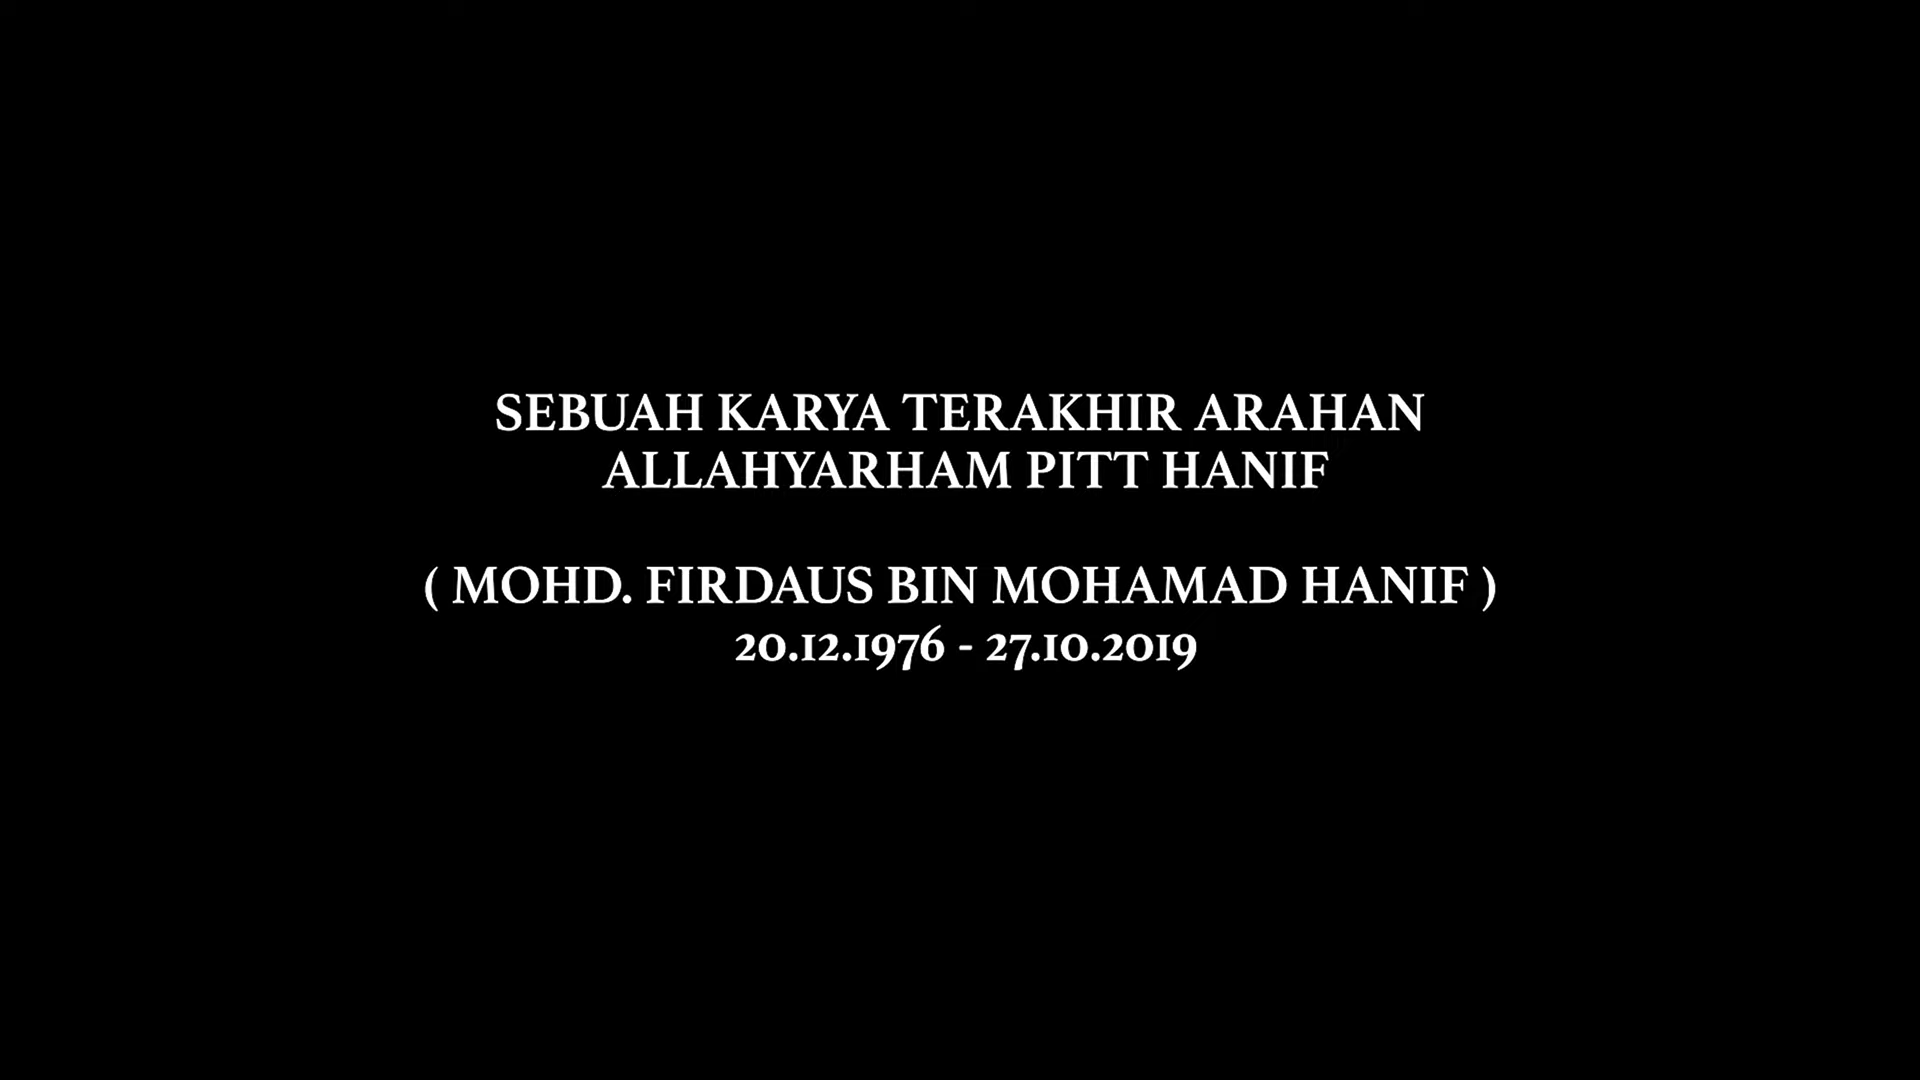 SEBUAH KARYA TERAKHIR ARAHAN
ALLAHYARHAM PITT HANIF
( MOHD. FIRDAUS BIN MOHAMAD HANIF )
20.12.1976 - 27.10.2019